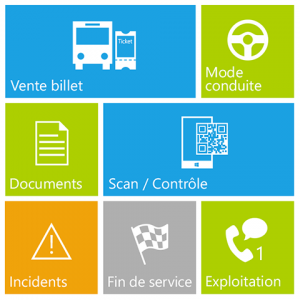 Ticket
Vente billet
Mode
conduite
Documents
Scan / Contrôle
Incidents
Fin de service
1
Exploitation